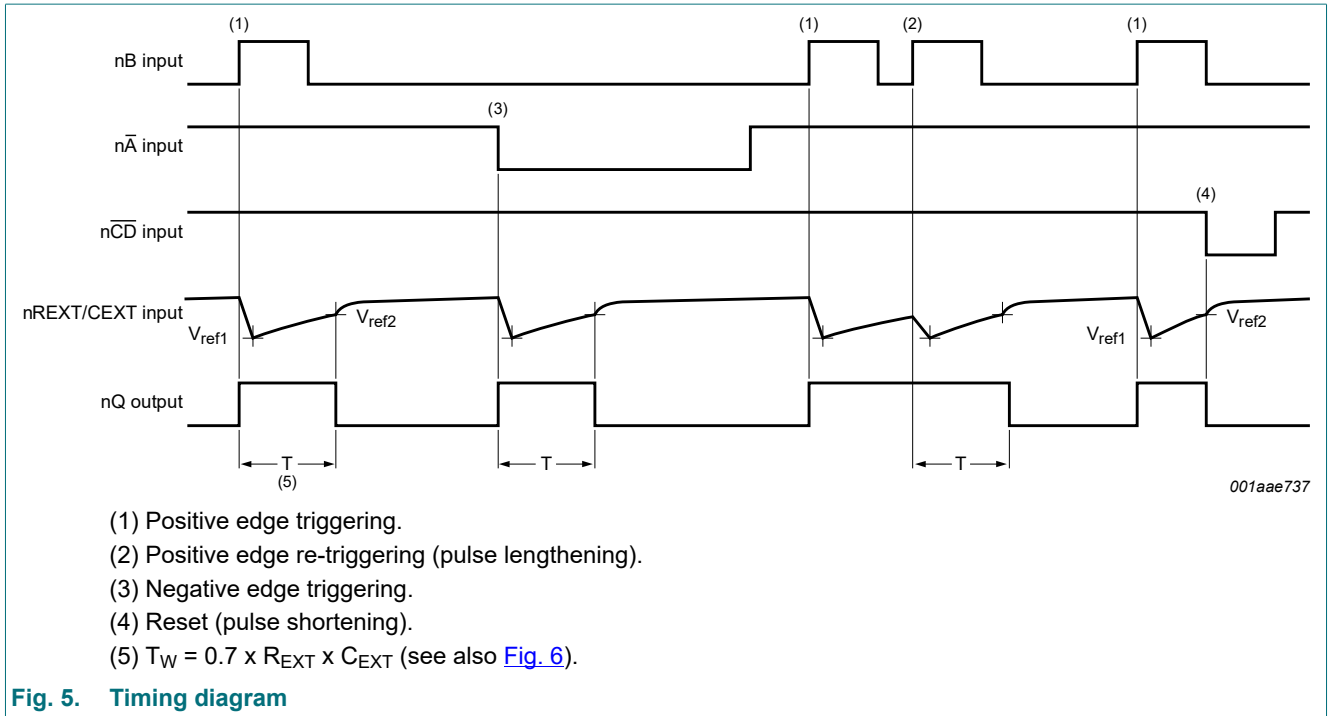 (1) (1) (2) (1)
nB input
(3)
nA̅ input
(4)
nC̅D̅ input
nREXT/CEXT input
Vref1 Vref2 Vref1 Vref2
nQ output
T T T
(5)
001aae737
(1) Positive edge triggering.
(2) Positive edge re-triggering (pulse lengthening).
(3) Negative edge triggering.
(4) Reset (pulse shortening).
(5) TW = 0.7 x REXT x CEXT (see also Fig. 6).
Fig. 5. Timing diagram